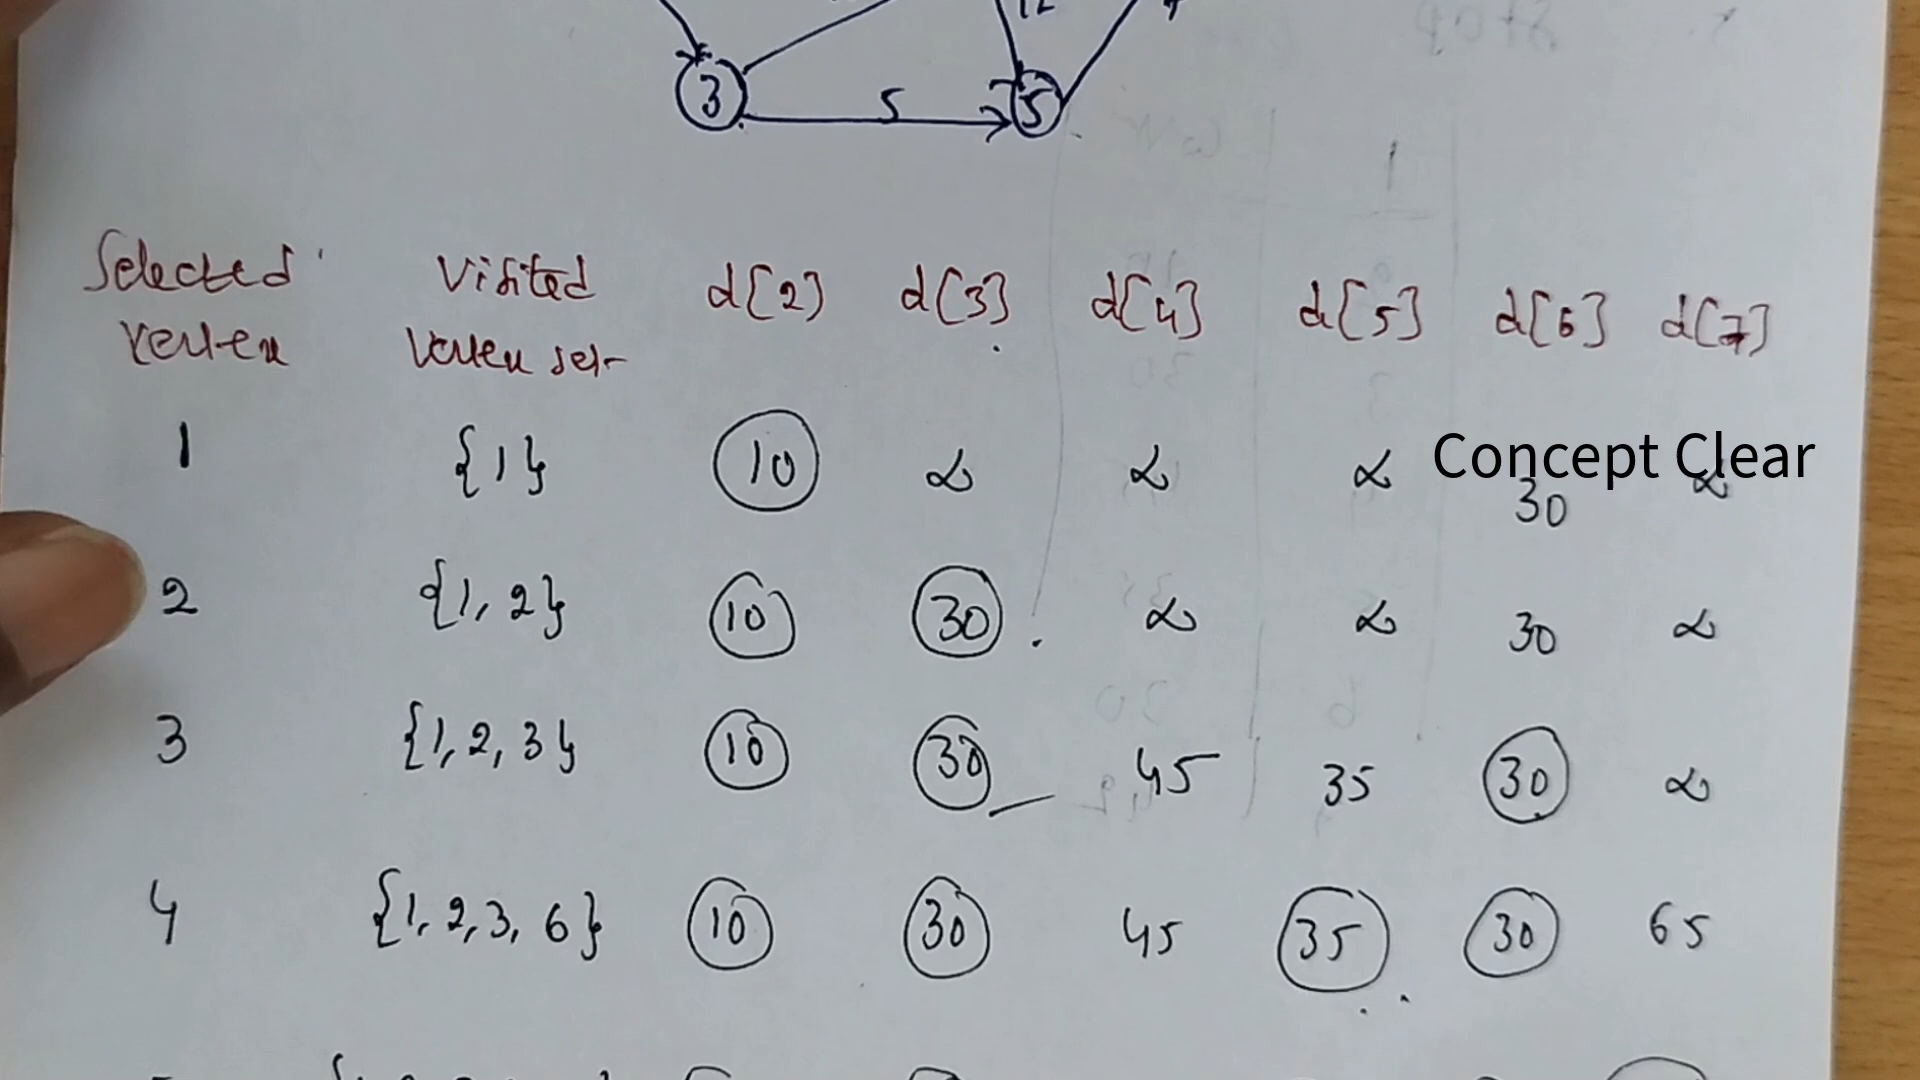 12
3
5
5
Selected visited d[2] d[3] d[4] d[5] d[6] d[7]
vertex vertex set
Concept Clear
1 {1} 10 ∞ ∞ ∞ 30 ∞
2 {1, 2} 10 30 ∞ ∞ 30 ∞
3 {1, 2, 3} 10 30 45 35 30 ∞
4 {1, 2, 3, 6} 10 30 45 35 30 65